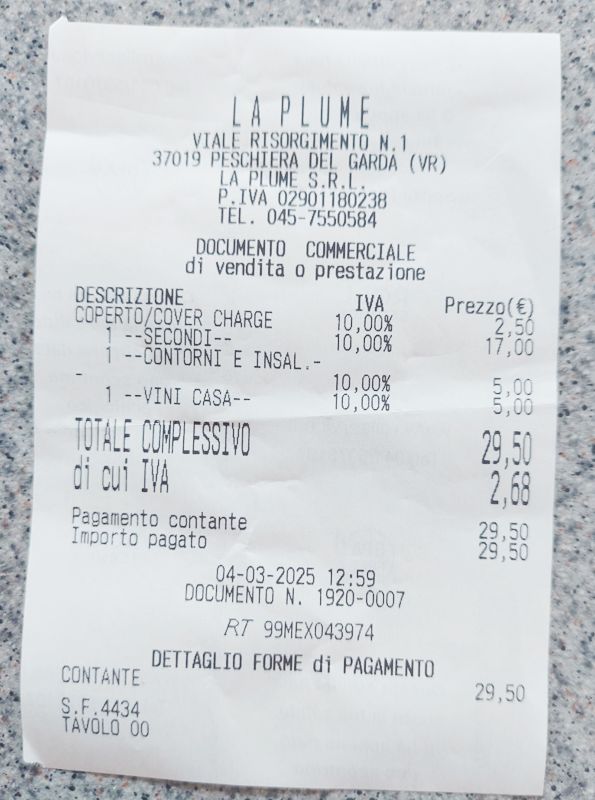 LA PLUME
VIALE RISORGIMENTO N.1
37019 PESCHIERA DEL GARDA (VR)
LA PLUME S.R.L.
P.IVA 02901180238
TEL. 045-7550584
DOCUMENTO COMMERCIALE
di vendita o prestazione
DESCRIZIONE IVA Prezzo(€)
COPERTO/COVER CHARGE 10,00% 2,50
1 --SECONDI-- 10,00% 17,00
1 --CONTORNI E INSAL.-
- 10,00% 5,00
1 --VINI CASA-- 10,00% 5,00
TOTALE COMPLESSIVO 29,50
di cui IVA 2,68
Pagamento contante 29,50
Importo pagato 29,50
04-03-2025 12:59
DOCUMENTO N. 1920-0007
RT 99MEX043974
DETTAGLIO FORME di PAGAMENTO
CONTANTE 29,50
S.F.4434
TAVOLO 00